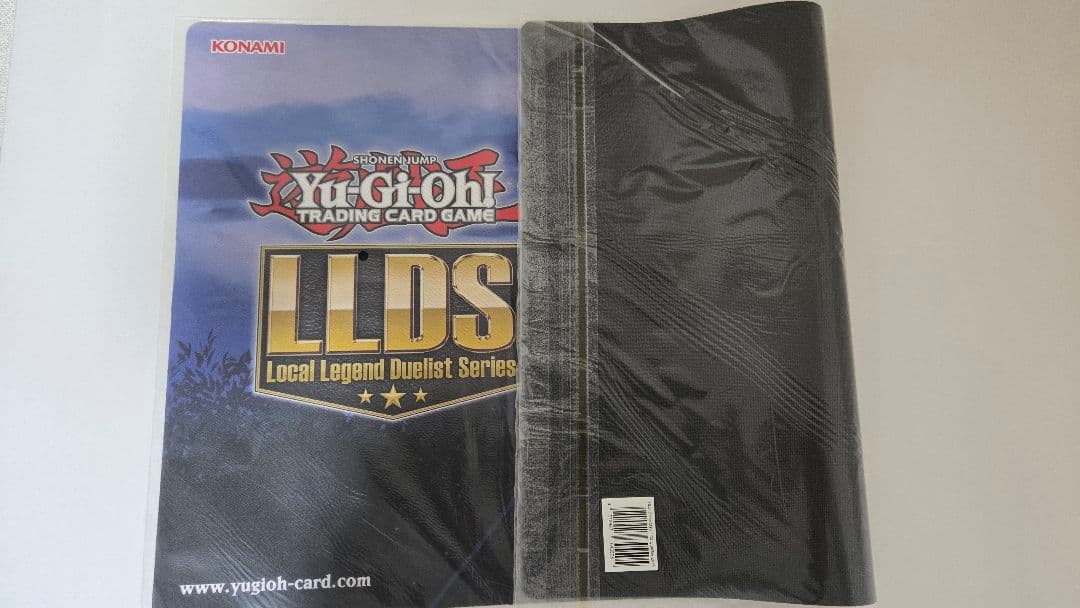 KONAMI
SHONEN JUMP
Yu-Gi-Oh!
TRADING CARD GAME
LLDS
Local Legend Duelist Series
www.yugioh-card.com